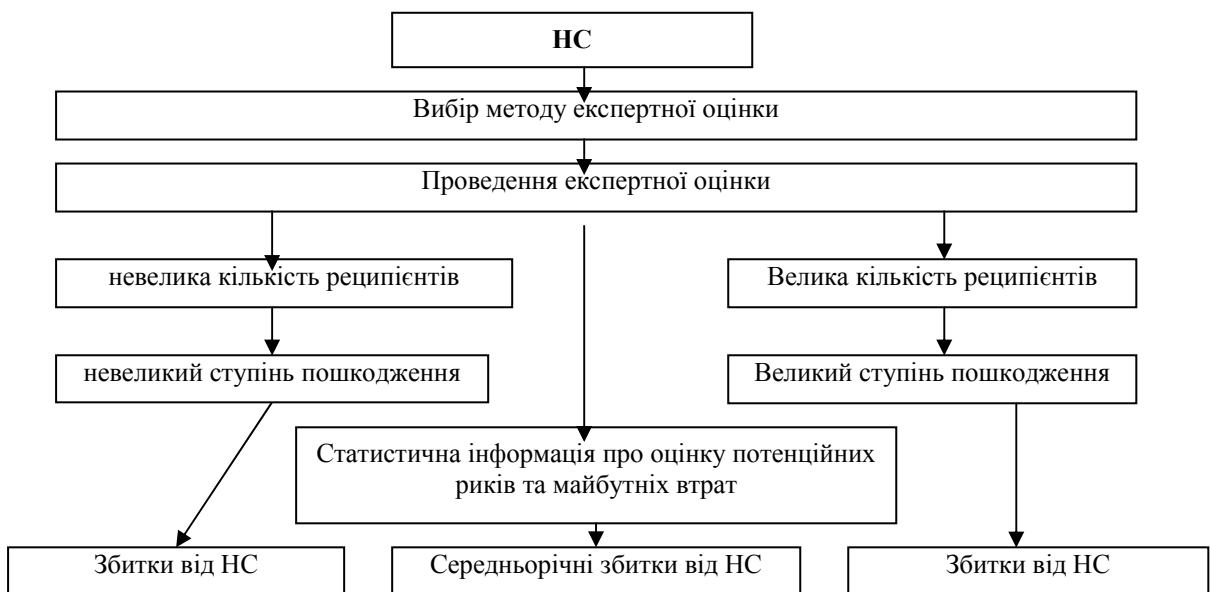 НС
Вибір методу експертної оцінки
Проведення експертної оцінки
невелика кількість реципієнтів
Велика кількість реципієнтів
невеликий ступінь пошкодження
Великий ступінь пошкодження
Статистична інформація про оцінку потенційних
риків та майбутніх втрат
Збитки від НС
Середньорічні збитки від НС
Збитки від НС